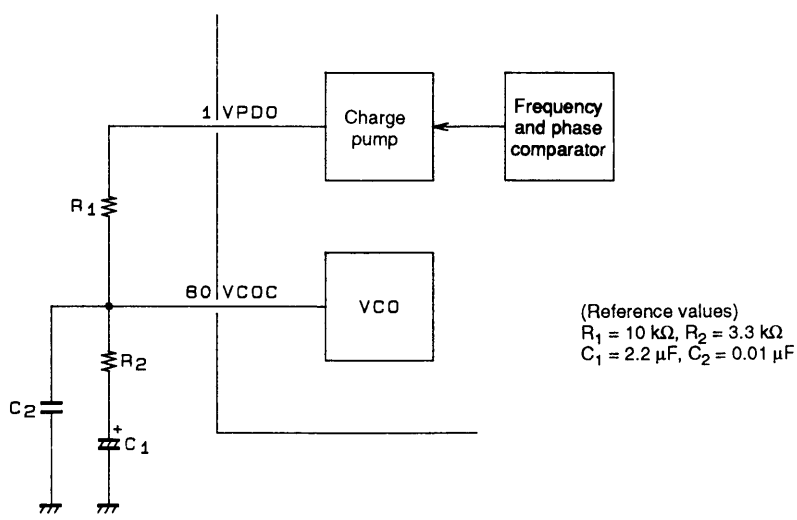 1 VPDO
Charge
pump
Frequency
and phase
comparator
R1
80 VCOC
VCO
(Reference values)
R1 = 10 kΩ, R2 = 3.3 kΩ
C1 = 2.2 μF, C2 = 0.01 μF
R2
C2
+
C1